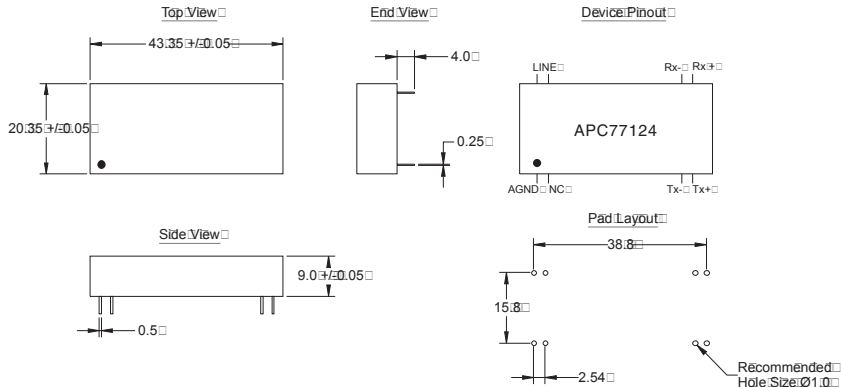 Top View
End View
Device Pinout
43.35 +/-0.05
4.0
LINE
Rx-
Rx+
20.35 +/-0.05
APC77124
0.25
AGND
NC
Tx-
Tx+
Pad Layout
Side View
38.8
9.0 +/-0.05
15.8
0.5
2.54
Recommended
Hole Size Ø1.0